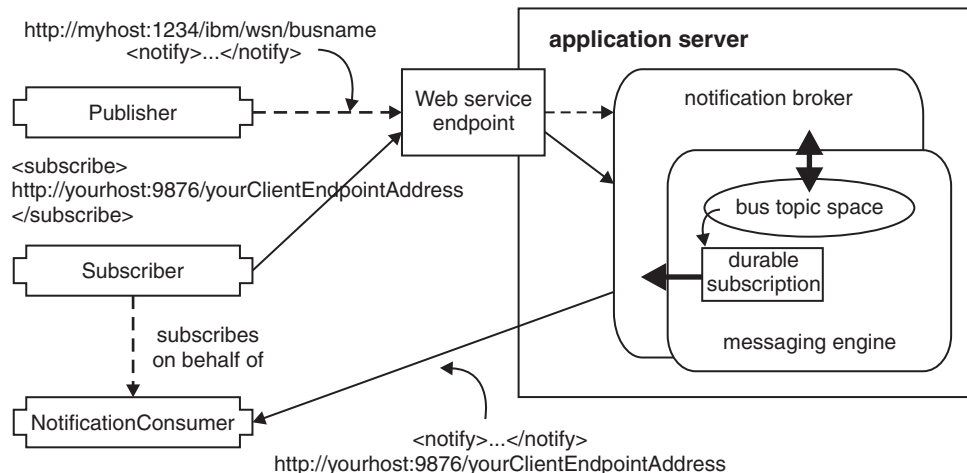 http://myhost:1234/ibm/wsn/busname
<notify>...</notify>
application server
Publisher
Web service
endpoint
notification broker
<subscribe>
http://yourhost:9876/yourClientEndpointAddress
</subscribe>
bus topic space
Subscriber
durable
subscription
subscribes
on behalf of
messaging engine
NotificationConsumer
<notify>...</notify>
http://yourhost:9876/yourClientEndpointAddress